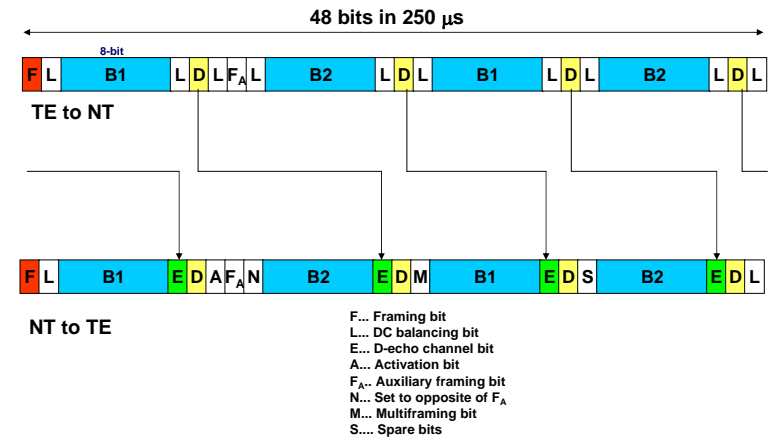 48 bits in 250 μs
8-bit
F L B1 L D L FA L B2 L D L B1 L D L B2 L D L
TE to NT
F L B1 E D A FA N B2 E D M B1 E D S B2 E D L
NT to TE
F... Framing bit
L... DC balancing bit
E... D-echo channel bit
A... Activation bit
FA.. Auxiliary framing bit
N... Set to opposite of FA
M... Multiframing bit
S.... Spare bits